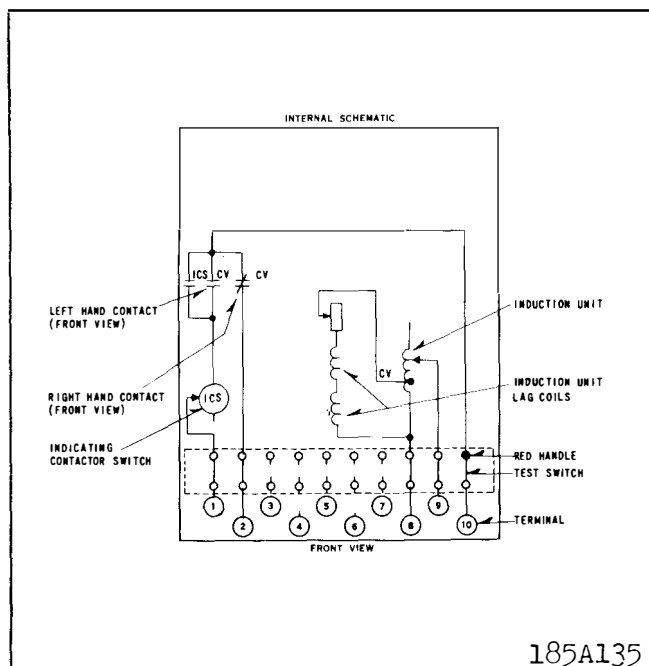 INTERNAL SCHEMATIC
ICS CV
CV
LEFT HAND CONTACT
(FRONT VIEW)
INDUCTION UNIT
CV
RIGHT HAND CONTACT
(FRONT VIEW)
ICS
INDUCTION UNIT
LAG COILS
INDICATING
CONTACTOR SWITCH
RED HANDLE
TEST SWITCH
1
2
3
4
5
6
7
8
9
10
TERMINAL
FRONT VIEW
185A135